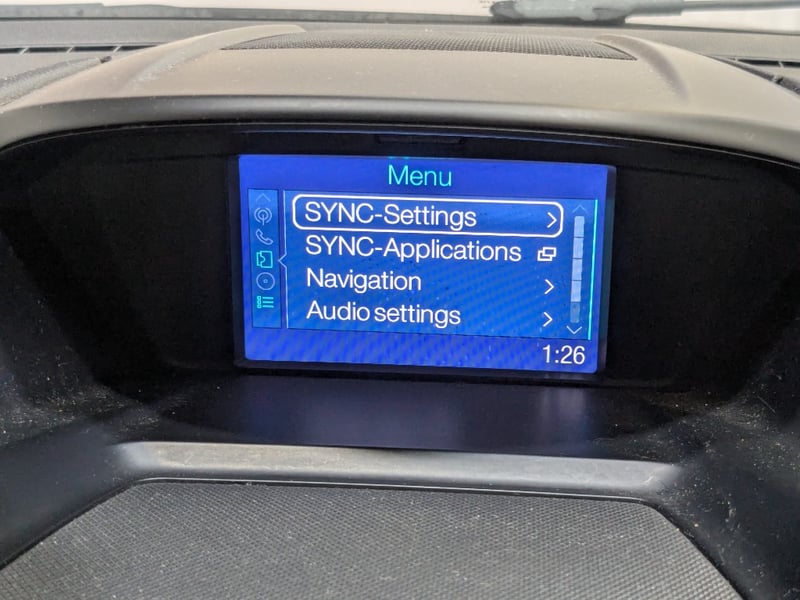 Menu
SYNC-Settings
SYNC-Applications
Navigation
Audio settings
1:26